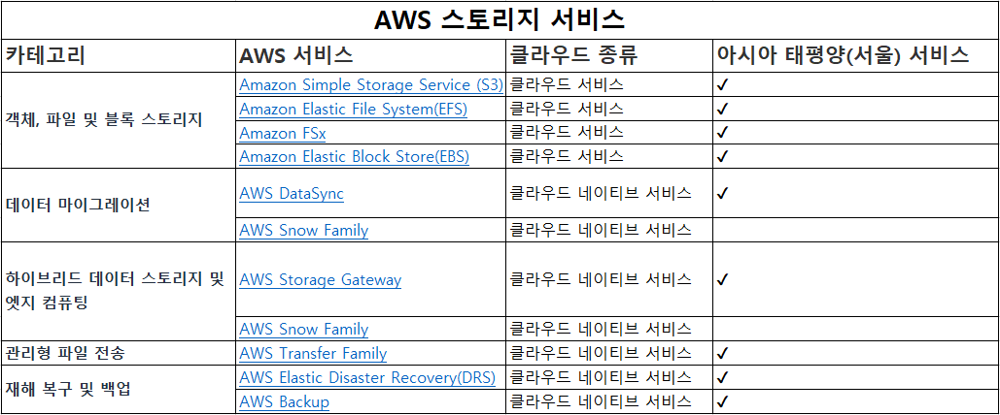 AWS 스토리지 서비스
카테고리 AWS 서비스 클라우드 종류 아시아 태평양(서울) 서비스
객체, 파일 및 블록 스토리지
Amazon Simple Storage Service (S3) 클라우드 서비스 ✓
Amazon Elastic File System(EFS) 클라우드 서비스 ✓
Amazon FSx 클라우드 서비스 ✓
Amazon Elastic Block Store(EBS) 클라우드 서비스 ✓
데이터 마이그레이션
AWS DataSync 클라우드 네이티브 서비스 ✓
AWS Snow Family 클라우드 네이티브 서비스
하이브리드 데이터 스토리지 및
엣지 컴퓨팅
AWS Storage Gateway 클라우드 네이티브 서비스 ✓
AWS Snow Family 클라우드 네이티브 서비스
관리형 파일 전송 AWS Transfer Family 클라우드 네이티브 서비스 ✓
재해 복구 및 백업
AWS Elastic Disaster Recovery(DRS) 클라우드 네이티브 서비스 ✓
AWS Backup 클라우드 네이티브 서비스 ✓